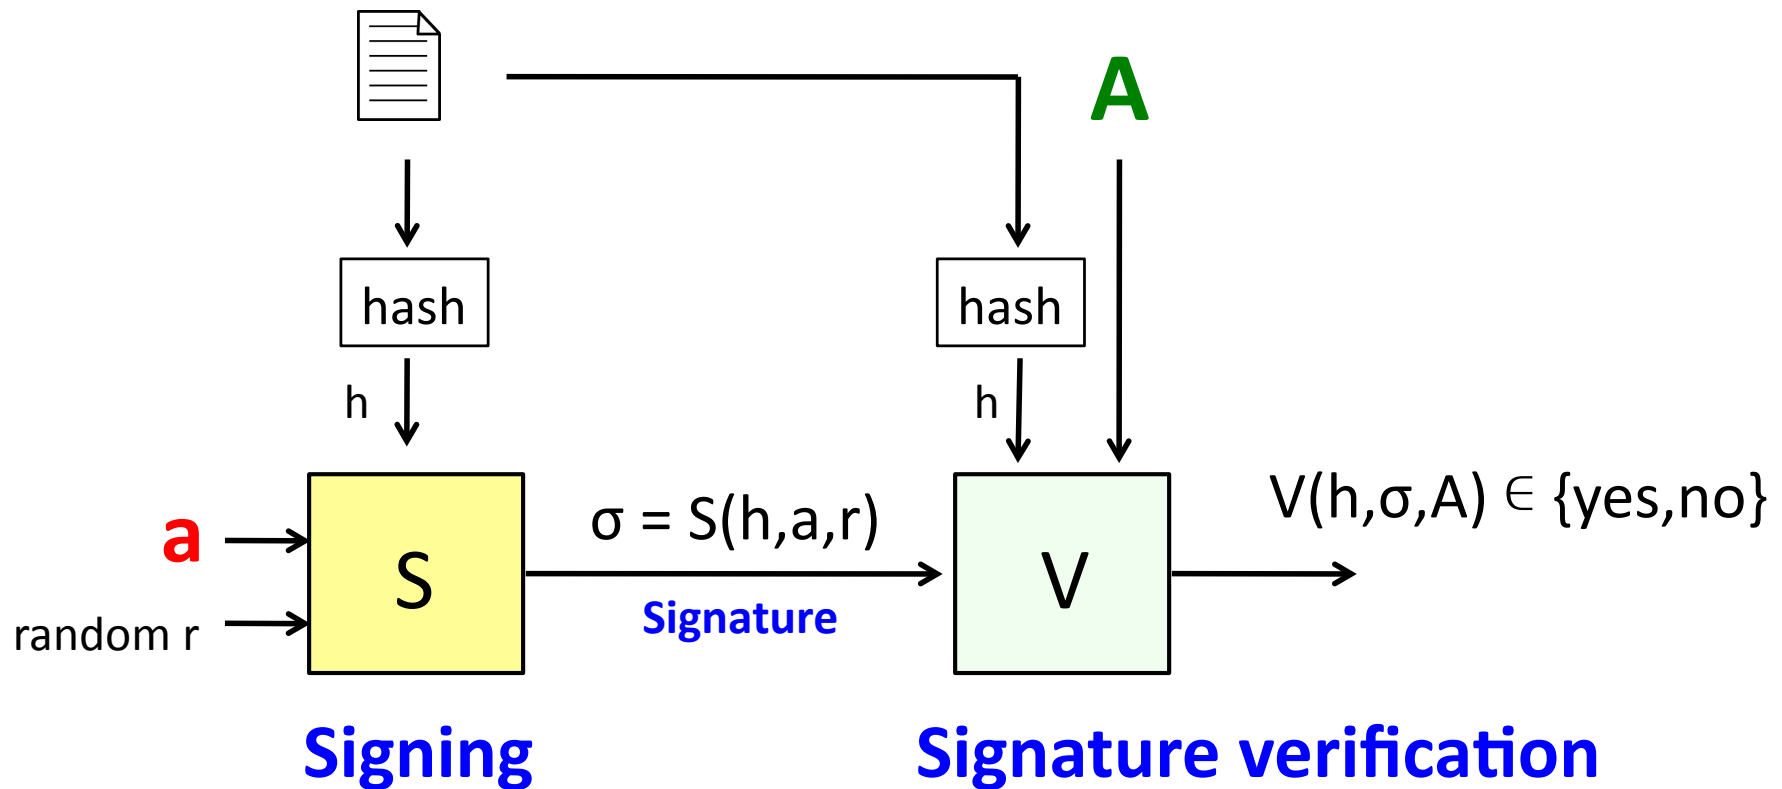 A
hash
hash
h
h
a
random r
S
σ = S(h,a,r)
Signature
V
V(h,σ,A) ∈ {yes,no}
Signing
Signature verification